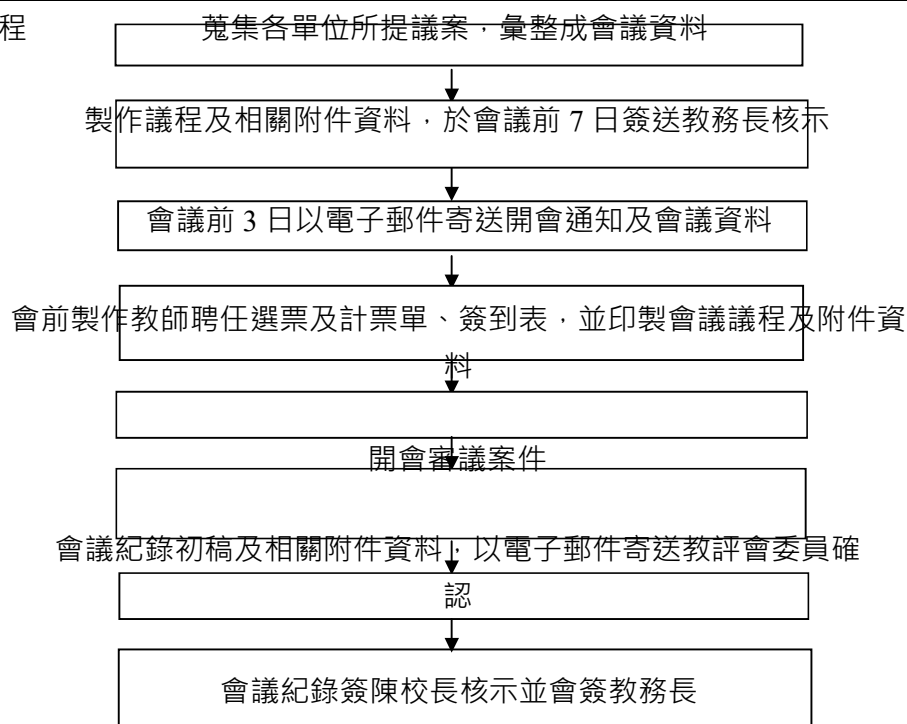 程
蒐集各單位所提議案，彙整成會議資料
製作議程及相關附件資料，於會議前 7 日簽送教務長核示
會議前 3 日以電子郵件寄送開會通知及會議資料
會前製作教師聘任選票及計票單、簽到表，並印製會議議程及附件資
料
開會審議案件
會議紀錄初稿及相關附件資料，以電子郵件寄送教評會委員確
認
會議紀錄簽陳校長核示並會簽教務長